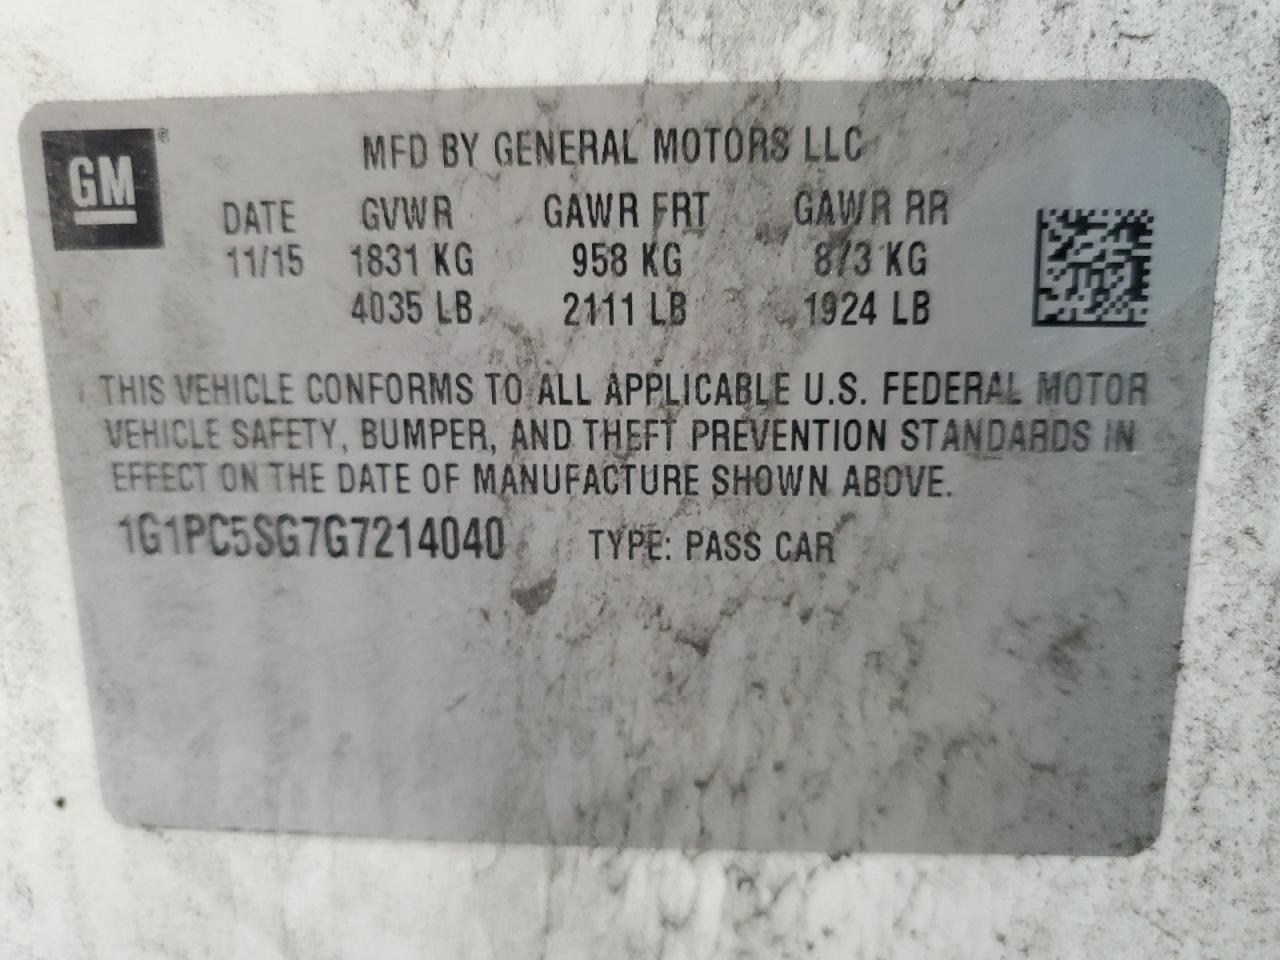 GM ®
MFD BY GENERAL MOTORS LLC
DATE GVWR GAWR FRT GAWR RR
11/15 1831 KG 958 KG 873 KG
4035 LB 2111 LB 1924 LB
THIS VEHICLE CONFORMS TO ALL APPLICABLE U.S. FEDERAL MOTOR
VEHICLE SAFETY, BUMPER, AND THEFT PREVENTION STANDARDS IN
EFFECT ON THE DATE OF MANUFACTURE SHOWN ABOVE.
1G1PC5SG7G7214040 TYPE: PASS CAR